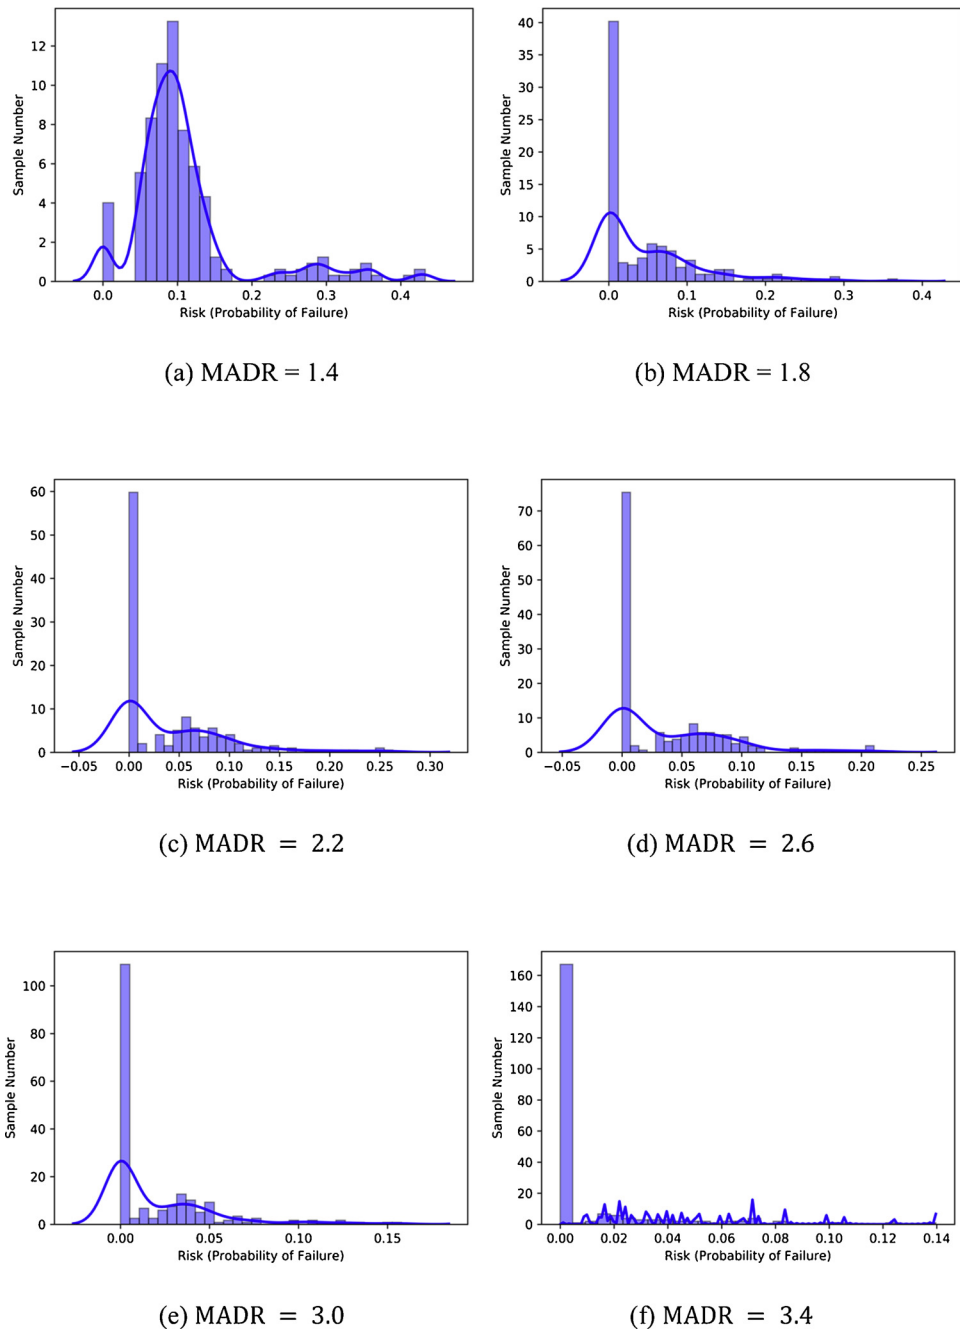 12
10
8
6
4
2
0
Sample Number
0.0 0.1 0.2 0.3 0.4
Risk (Probability of Failure)
(a) MADR = 1.4
40
35
30
25
20
15
10
5
0
Sample Number
0.0 0.1 0.2 0.3 0.4
Risk (Probability of Failure)
(b) MADR = 1.8
60
50
40
30
20
10
0
Sample Number
−0.05 0.00 0.05 0.10 0.15 0.20 0.25 0.30
Risk (Probability of Failure)
(c) MADR = 2.2
70
60
50
40
30
20
10
0
Sample Number
−0.05 0.00 0.05 0.10 0.15 0.20 0.25
Risk (Probability of Failure)
(d) MADR = 2.6
100
80
60
40
20
0
Sample Number
0.00 0.05 0.10 0.15
Risk (Probability of Failure)
(e) MADR = 3.0
160
140
120
100
80
60
40
20
0
Sample Number
0.00 0.02 0.04 0.06 0.08 0.10 0.12 0.14
Risk (Probability of Failure)
(f) MADR = 3.4